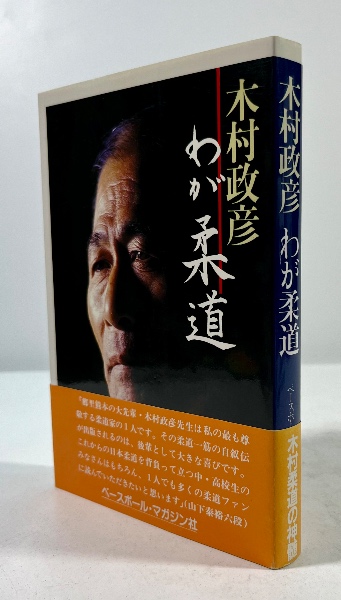 木村政彦
わが柔道
「郷里熊本の大先輩・木村政彦先生は私の最も尊
敬する柔道家の1人です。その柔道一筋の自叙伝
が出版されるのは、後輩として大きな喜びです。
これからの日本柔道を背負って立つ中・高校生の
みなさんはもちろん、1人でも多くの柔道ファン
に読んでいただきたいと思います」(山下泰裕六段)
ベースボール・マガジン社
木村政彦 わが柔道
ベースボ
木村柔道の神髄